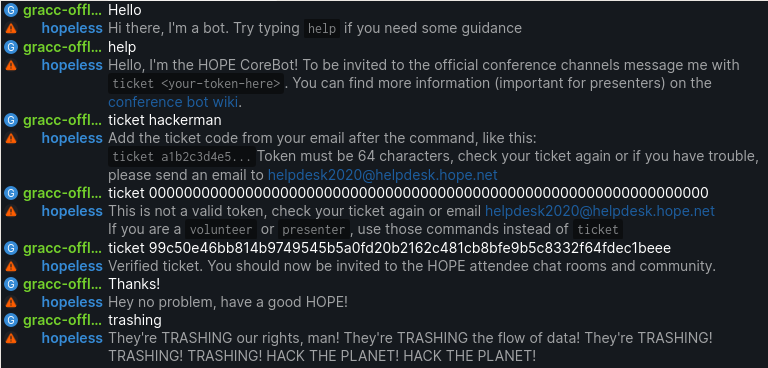 G gracc-offl... Hello
hopeless Hi there, I'm a bot. Try typing help if you need some guidance
G gracc-offl... help
hopeless Hello, I'm the HOPE CoreBot! To be invited to the official conference channels message me with
ticket <your-token-here>. You can find more information (important for presenters) on the
conference bot wiki.
G gracc-offl... ticket hackerman
hopeless Add the ticket code from your email after the command, like this:
ticket a1b2c3d4e5... Token must be 64 characters, check your ticket again or if you have trouble,
please send an email to helpdesk2020@helpdesk.hope.net
G gracc-offl... ticket 0000000000000000000000000000000000000000000000000000000000000000
hopeless This is not a valid token, check your ticket again or email helpdesk2020@helpdesk.hope.net
If you are a volunteer or presenter, use those commands instead of ticket
G gracc-offl... ticket 99c50e46bb814b9749545b5a0fd20b2162c481cb8bfe9b5c8332f64fdec1beee
hopeless Verified ticket. You should now be invited to the HOPE attendee chat rooms and community.
G gracc-offl... Thanks!
hopeless Hey no problem, have a good HOPE!
G gracc-offl... trashing
hopeless They're TRASHING our rights, man! They're TRASHING the flow of data! They're TRASHING!
TRASHING! TRASHING! HACK THE PLANET! HACK THE PLANET!